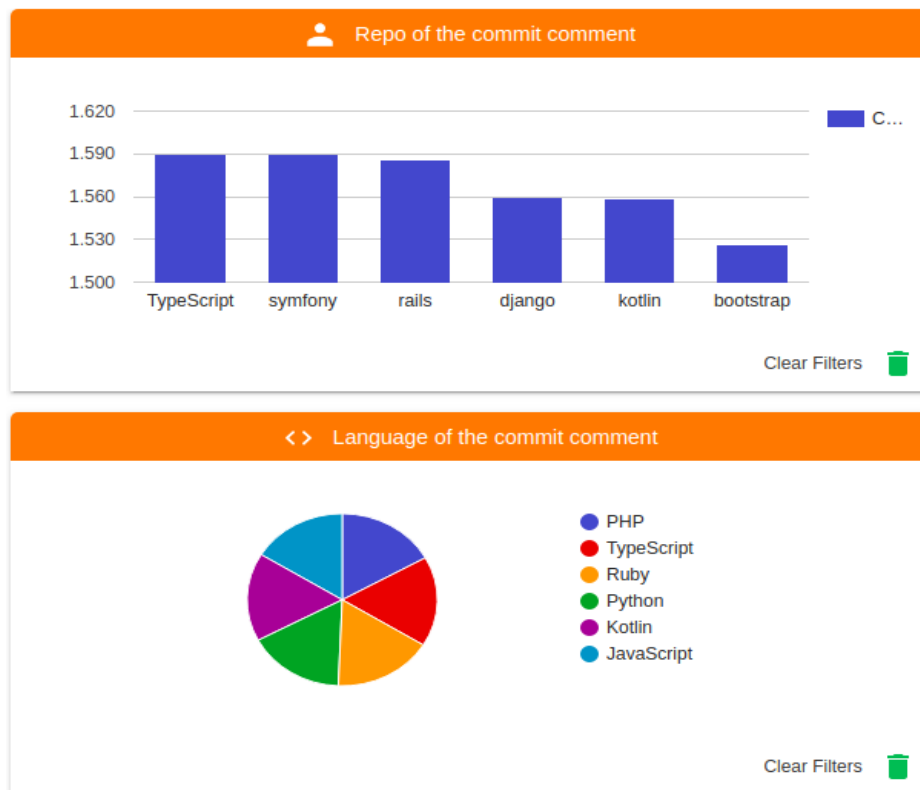 Repo of the commit comment
1.620
1.590
1.560
1.530
1.500
C...
TypeScript symfony rails django kotlin bootstrap
Clear Filters
Language of the commit comment
PHP
TypeScript
Ruby
Python
Kotlin
JavaScript
Clear Filters